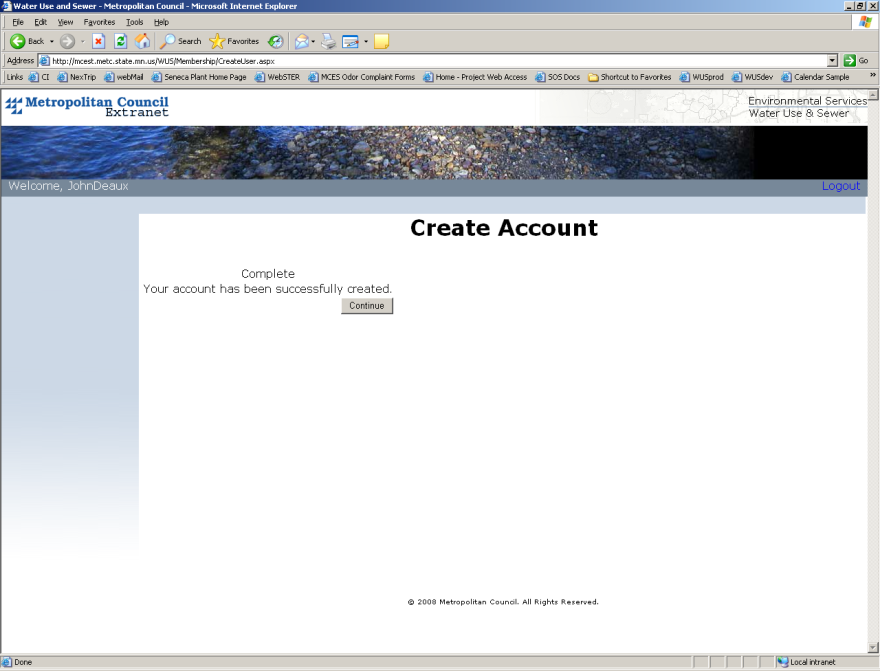 Water Use and Sewer - Metropolitan Council - Microsoft Internet Explorer
File Edit View Favorites Tools Help
Back Search Favorites
Address http://mcest.metc.state.mn.us/WUS/Membership/CreateUser.aspx Go
Links CI NexTrip webMail Seneca Plant Home Page WebSTER MCES Odor Complaint Forms Home - Project Web Access SOS Docs Shortcut to Favorites WUSprod WUSdev Calendar Sample »
Metropolitan Council
Extranet
Environmental Services
Water Use & Sewer
Welcome, JohnDeaux Logout
Create Account
Complete
Your account has been successfully created.
Continue
© 2008 Metropolitan Council. All Rights Reserved.
Done Local intranet